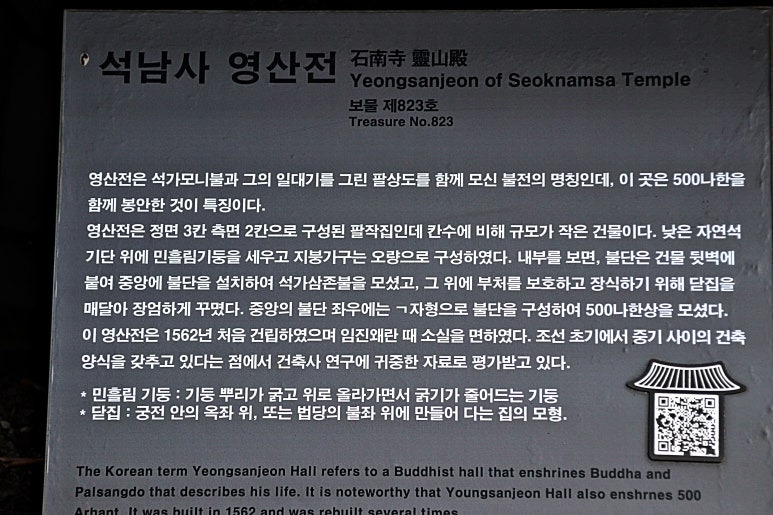 석남사 영산전 石南寺 靈山殿
Yeongsanjeon of Seoknamsa Temple
보물 제823호
Treasure No.823
영산전은 석가모니불과 그의 일대기를 그린 팔상도를 함께 모신 불전의 명칭인데, 이 곳은 500나한을
함께 봉안한 것이 특징이다.
영산전은 정면 3칸 측면 2칸으로 구성된 팔작집인데 칸수에 비해 규모가 작은 건물이다. 낮은 자연석
기단 위에 민흘림기둥을 세우고 지붕가구는 오량으로 구성하였다. 내부를 보면, 불단은 건물 뒷벽에
붙여 중앙에 불단을 설치하여 석가삼존불을 모셨고, 그 위에 부처를 보호하고 장식하기 위해 닫집을
매달아 장엄하게 꾸몄다. 중앙의 불단 좌우에는 ㄱ자형으로 불단을 구성하여 500나한상을 모셨다.
이 영산전은 1562년 처음 건립하였으며 임진왜란 때 소실을 면하였다. 조선 초기에서 중기 사이의 건축
양식을 갖추고 있다는 점에서 건축사 연구에 귀중한 자료로 평가받고 있다.
* 민흘림 기둥 : 기둥 뿌리가 굵고 위로 올라가면서 굵기가 줄어드는 기둥
* 닫집 : 궁전 안의 옥좌 위, 또는 법당의 불좌 위에 만들어 다는 집의 모형.
The Korean term Yeongsanjeon Hall refers to a Buddhist hall that enshrines Buddha and
Palsangdo that describes his life. It is noteworthy that Youngsanjeon Hall also enshrnes 500
Arhant. It was built in 1562 and was rebuilt several times.